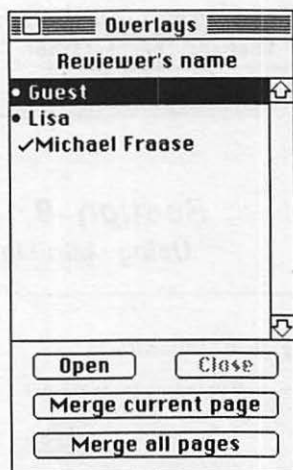 Overlays
Reviewer's name
• Guest
• Lisa
✓Michael Fraase
Open Close
Merge current page
Merge all pages